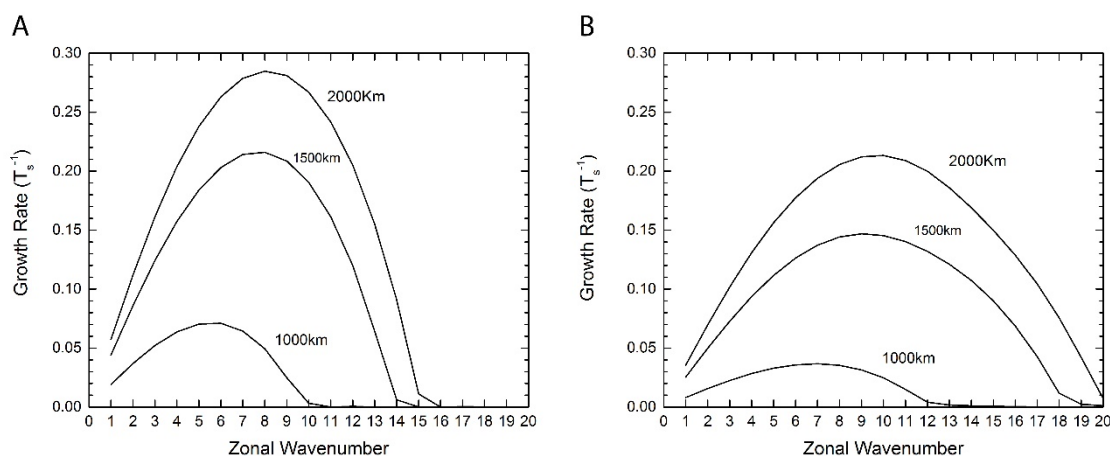 A
0.30
0.25
0.20
0.15
0.10
0.05
0.00
Growth Rate (Tₛ⁻¹)
2000Km
1500km
1000km
0 1 2 3 4 5 6 7 8 9 10 11 12 13 14 15 16 17 18 19 20
Zonal Wavenumber
B
0.30
0.25
0.20
0.15
0.10
0.05
0.00
Growth Rate (Tₛ⁻¹)
2000Km
1500km
1000km
0 1 2 3 4 5 6 7 8 9 10 11 12 13 14 15 16 17 18 19 20
Zonal Wavenumber